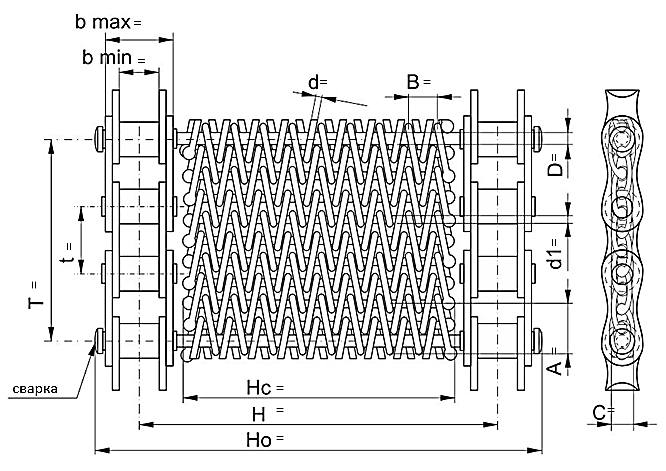 b max=
b min=
d=
B=
D=
t=
d1=
T=
A=
сварка
Hc=
C=
H =
Ho=